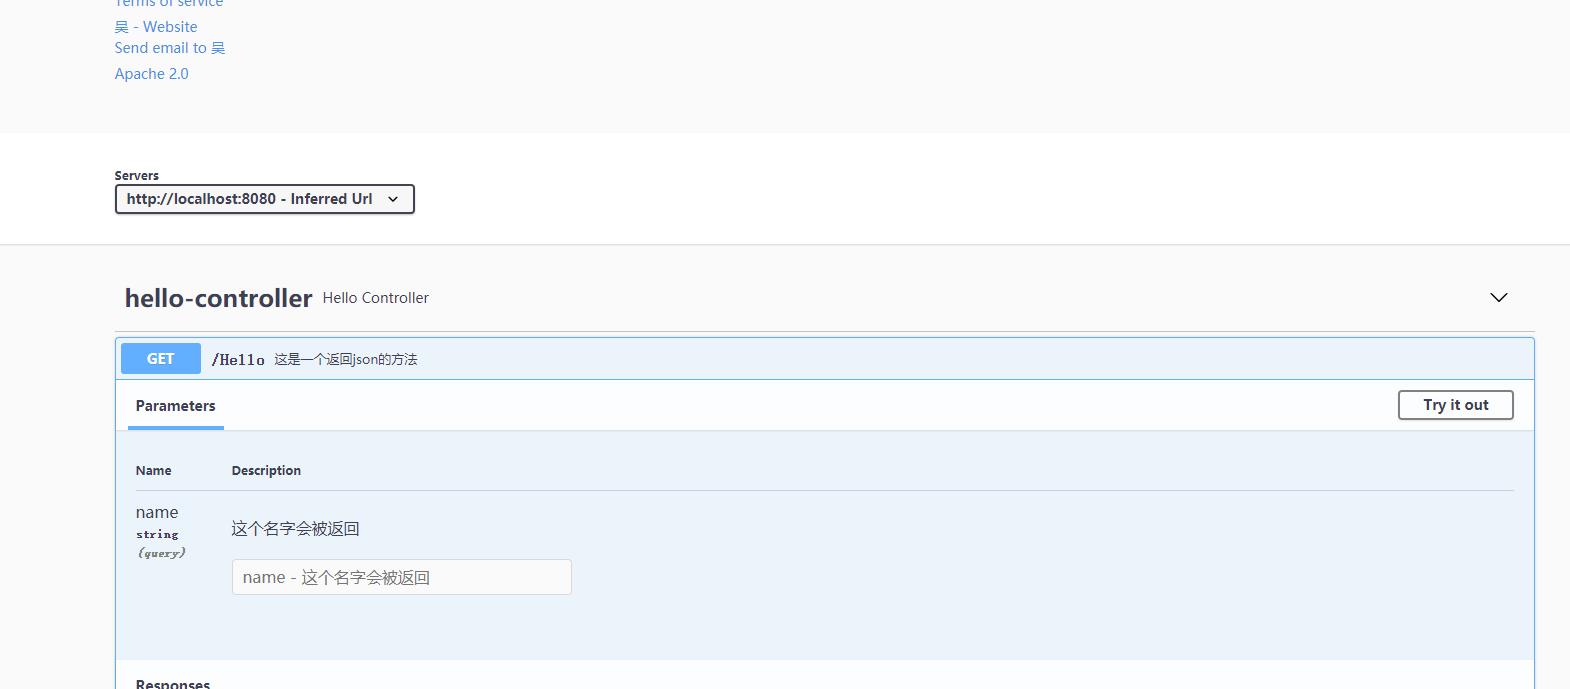 Terms of service
昊 - Website
Send email to 昊
Apache 2.0
Servers
http://localhost:8080 - Inferred Url
hello-controller Hello Controller
GET /Hello 这是一个返回json的方法
Parameters Try it out
Name Description
name
string
(query)
这个名字会被返回
name - 这个名字会被返回
Responses